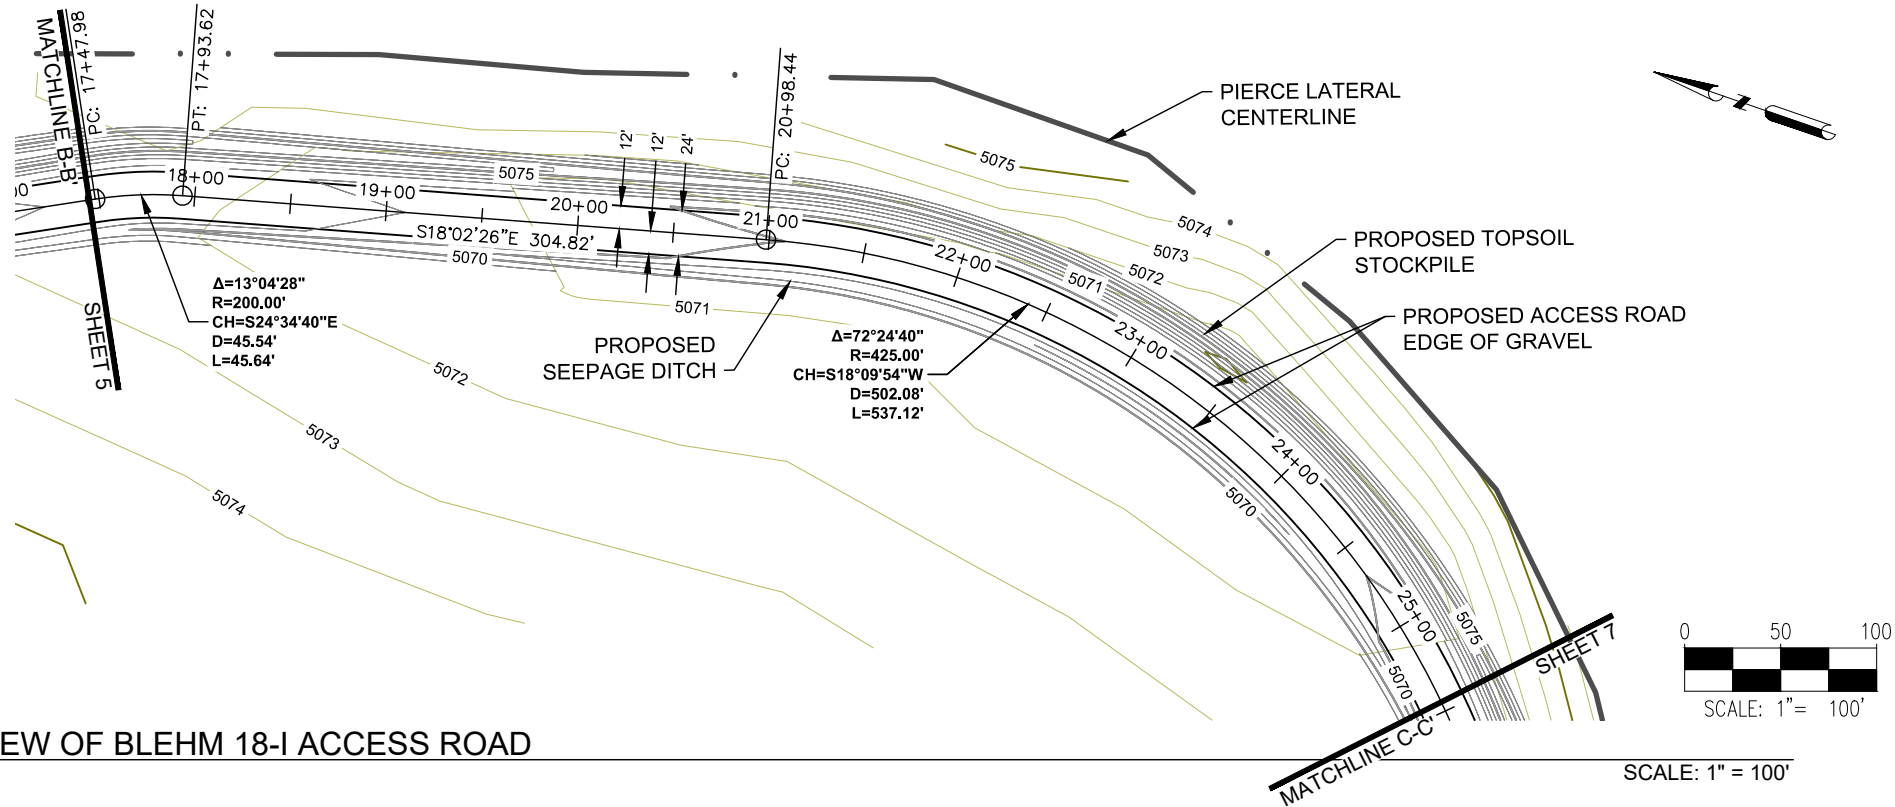 MATCHLINE B-B'
SHEET 5
PC: 17+47.98
PT: 17+93.62
PC: 20+98.44
12'
12'
24'
PIERCE LATERAL
CENTERLINE
5075
5074
5073
5072
5071
PROPOSED TOPSOIL
STOCKPILE
PROPOSED ACCESS ROAD
EDGE OF GRAVEL
00
18+00
19+00
20+00
21+00
22+00
23+00
24+00
25+00
5075
S18°02'26"E 304.82'
5070
5071
Δ=13°04'28"
R=200.00'
CH=S24°34'40"E
D=45.54'
L=45.64'
PROPOSED
SEEPAGE DITCH
Δ=72°24'40"
R=425.00'
CH=S18°09'54"W
D=502.08'
L=537.12'
5072
5073
5074
5070
5075
5070
SHEET 7
MATCHLINE C-C'
0 50 100
SCALE: 1"= 100'
EW OF BLEHM 18-I ACCESS ROAD
SCALE: 1" = 100'
Z